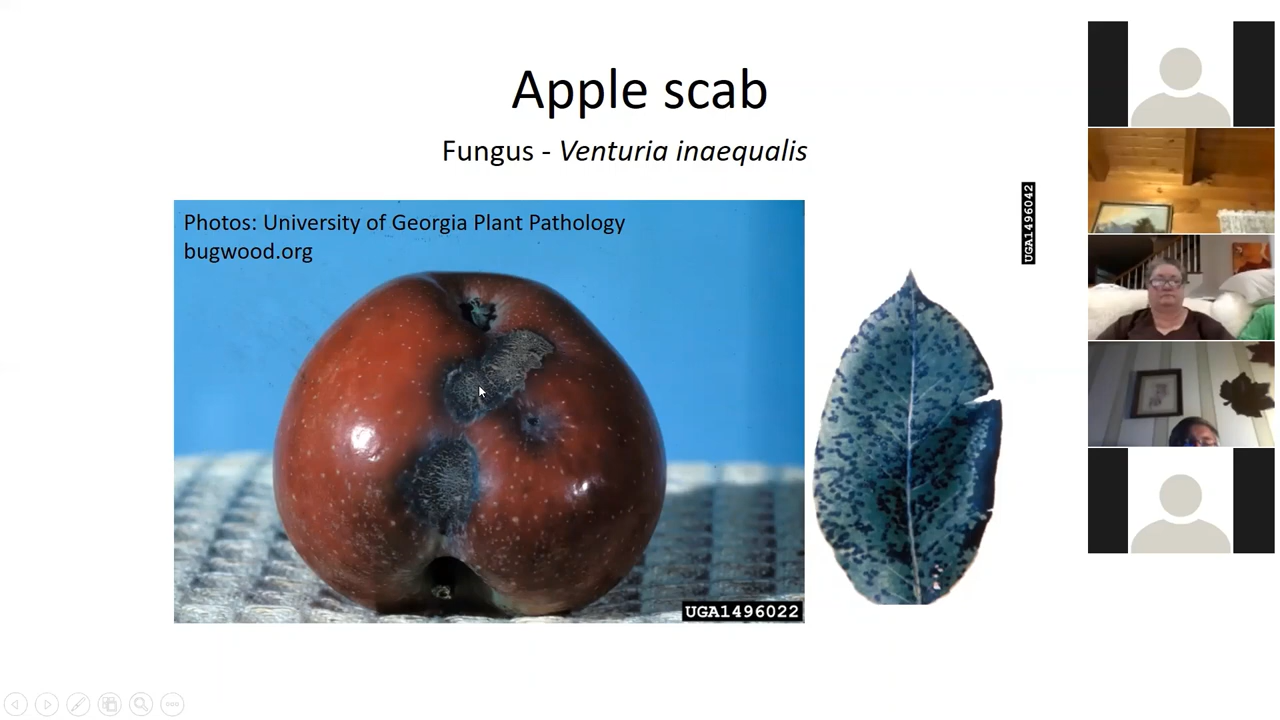 Apple scab
Fungus - Venturia inaequalis
Photos: University of Georgia Plant Pathology
bugwood.org
UGA1496022
UGA1496042